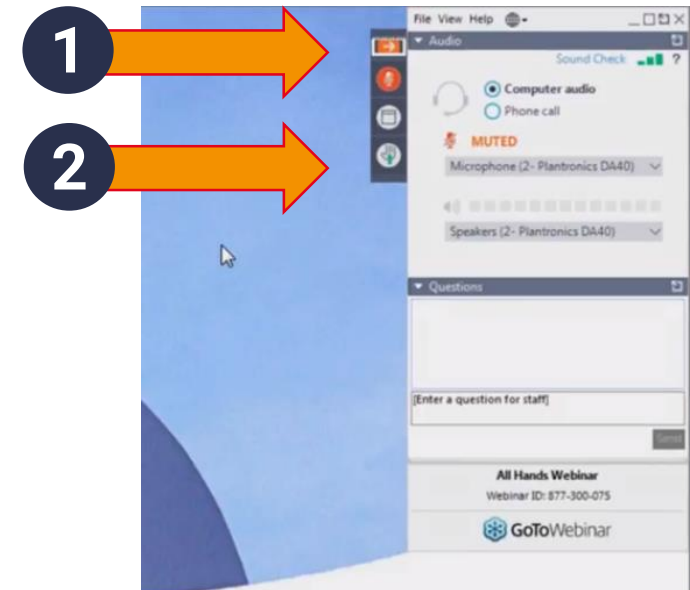 1
2
File View Help
Audio
Sound Check ?
Computer audio
Phone call
MUTED
Microphone (2- Plantronics DA40)
Speakers (2- Plantronics DA40)
Questions
[Enter a question for staff]
Send
All Hands Webinar
Webinar ID: 877-300-075
GoToWebinar